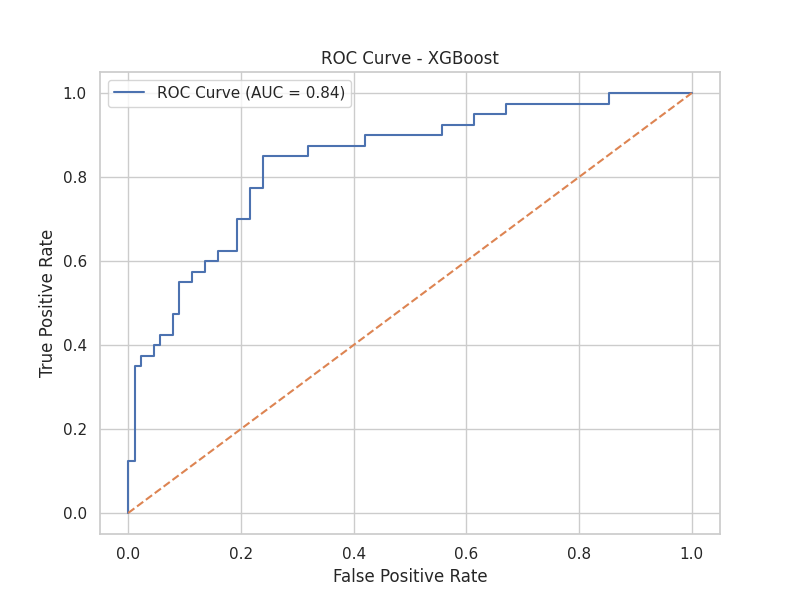 ROC Curve - XGBoost
ROC Curve (AUC = 0.84)
True Positive Rate
1.0
0.8
0.6
0.4
0.2
0.0
0.0 0.2 0.4 0.6 0.8 1.0
False Positive Rate